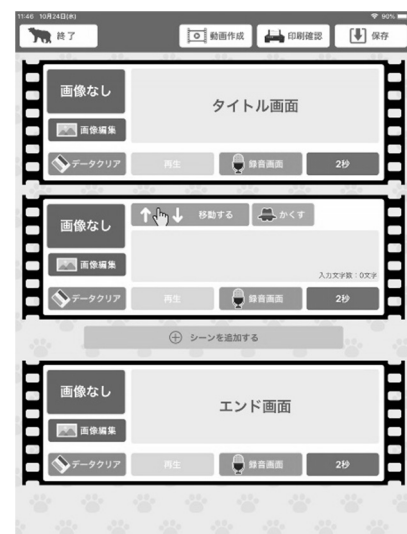 11:46 10月24日(水) 90%
終了 動画作成 印刷確認 保存
画像なし
タイトル画面
画像編集
データクリア 再生 録音画面 2秒
移動する かくす
画像なし
画像編集
入力文字数：0文字
データクリア 再生 録音画面 2秒
シーンを追加する
画像なし
エンド画面
画像編集
データクリア 再生 録音画面 2秒